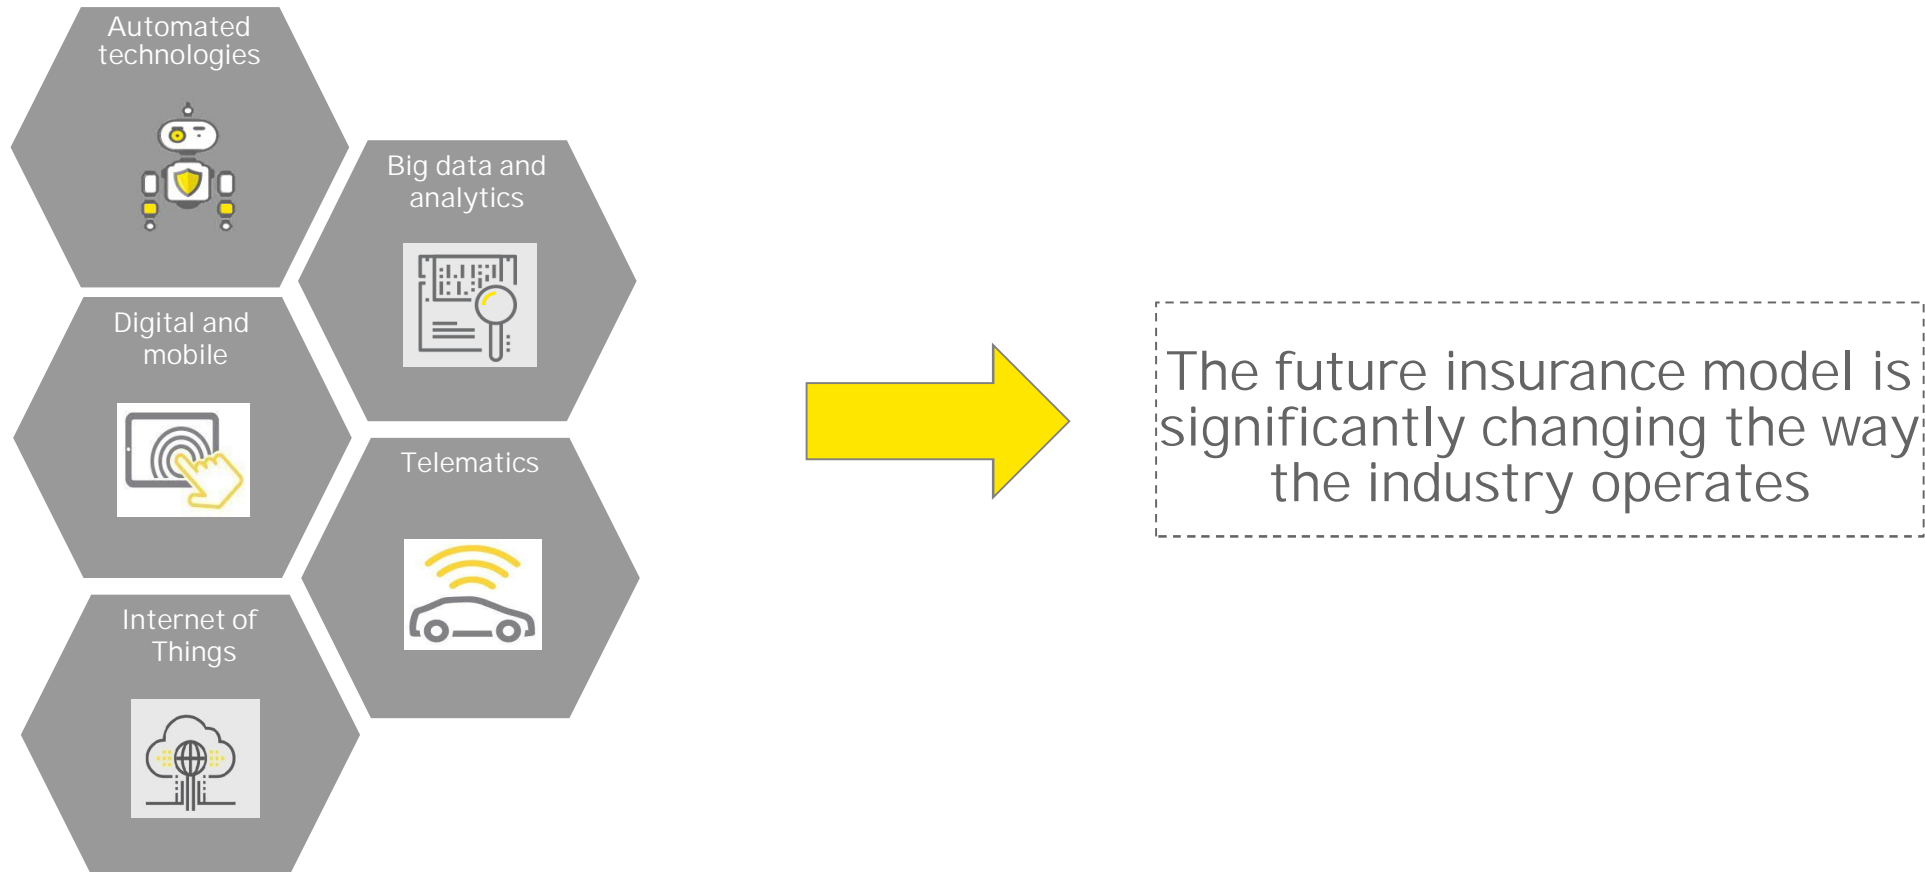 Automated
technologies
Big data and
analytics
Digital and
mobile
Telematics
Internet of
Things
The future insurance model is
significantly changing the way
the industry operates